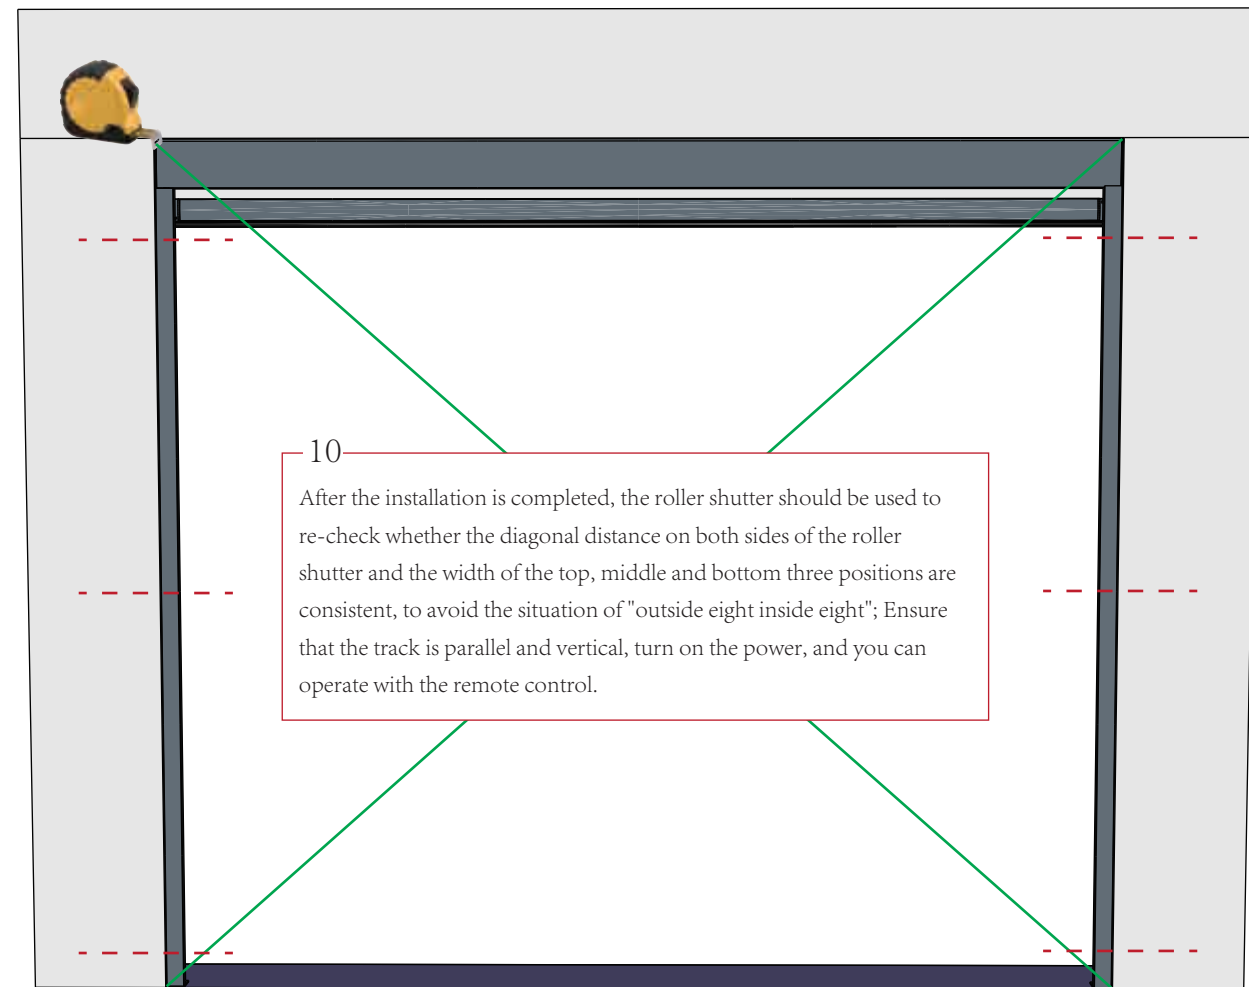 10
After the installation is completed, the roller shutter should be used to
re-check whether the diagonal distance on both sides of the roller
shutter and the width of the top, middle and bottom three positions are
consistent, to avoid the situation of "outside eight inside eight"; Ensure
that the track is parallel and vertical, turn on the power, and you can
operate with the remote control.